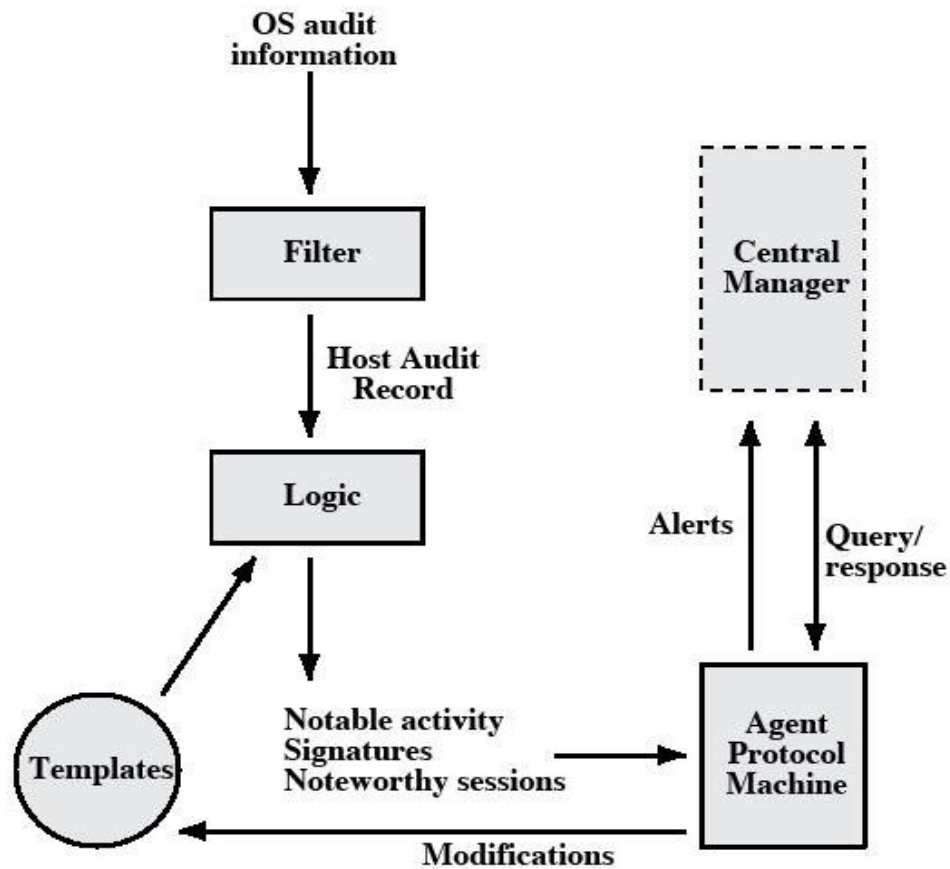 OS audit
information
Filter
Central
Manager
Host Audit
Record
Logic
Alerts
Query/
response
Notable activity
Signatures
Noteworthy sessions
Agent
Protocol
Machine
Templates
Modifications